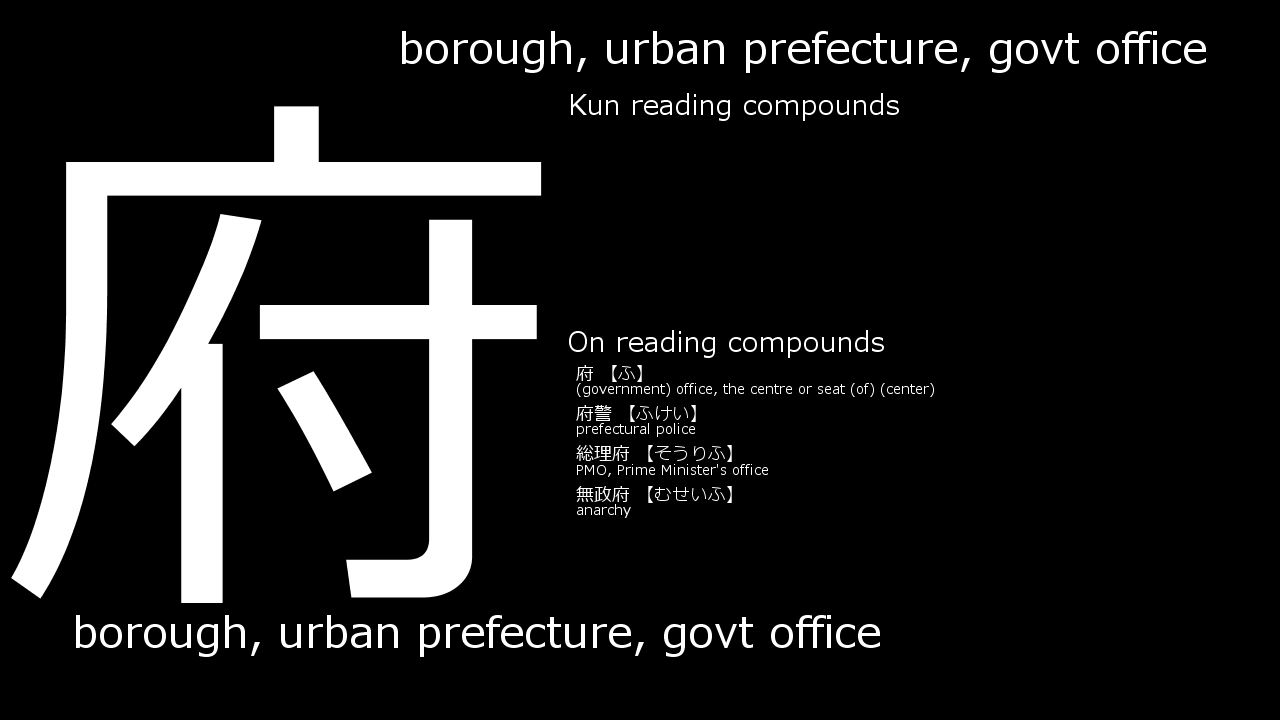 borough, urban prefecture, govt office
Kun reading compounds
府
On reading compounds
府 【ふ】
(government) office, the centre or seat (of) (center)
府警 【ふけい】
prefectural police
総理府 【そうりふ】
PMO, Prime Minister's office
無政府 【むせいふ】
anarchy
borough, urban prefecture, govt office